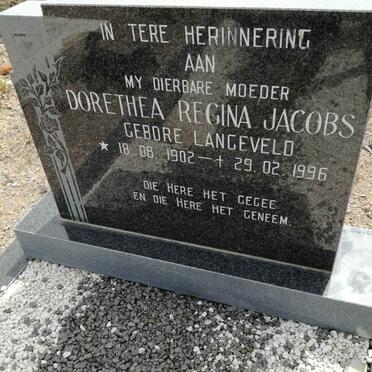 IN TERE HERINNERING
AAN
MY DIERBARE MOEDER
DORETHEA REGINA JACOBS
GEBORE LANGEVELD
★ 18.08.1902 — † 29.02.1996
DIE HERE HET GEGEE
EN DIE HERE HET GENEEM.